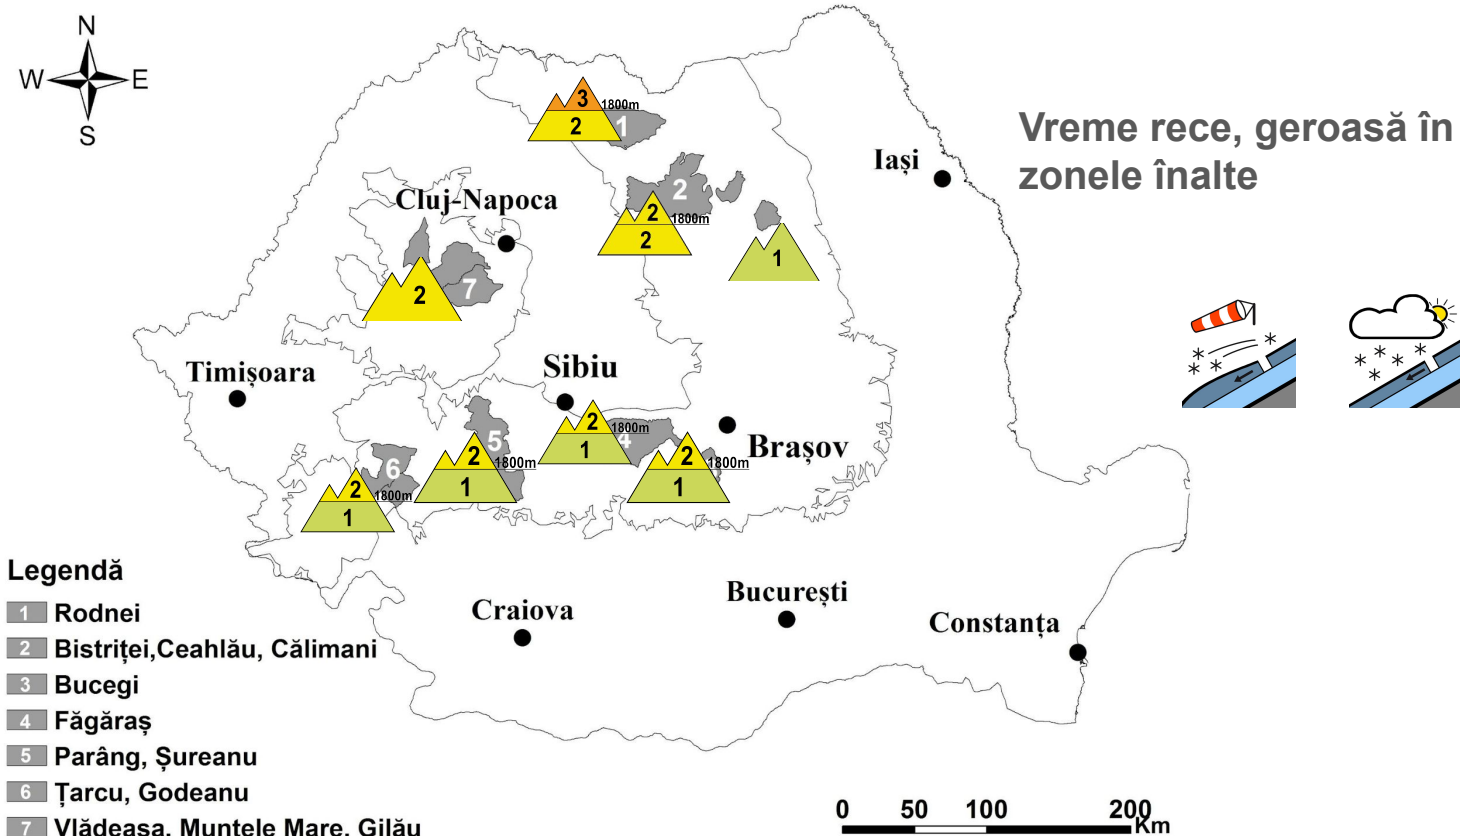 N
W E
S
Vreme rece, geroasă în
zonele înalte
3 1800m
2
1
Iași
Cluj-Napoca
2
2 1800m
2
1
7
2
Timișoara
Sibiu
5
2 1800m
4
1
Brașov
2 1800m
1
2 1800m
1
6
2 1800m
1
Legendă
1 Rodnei
2 Bistriței,Ceahlău, Călimani
3 Bucegi
4 Făgăraș
5 Parâng, Șureanu
6 Țarcu, Godeanu
7 Vlădeasa, Muntele Mare, Gilău
Craiova
București
Constanța
0 50 100 200
Km